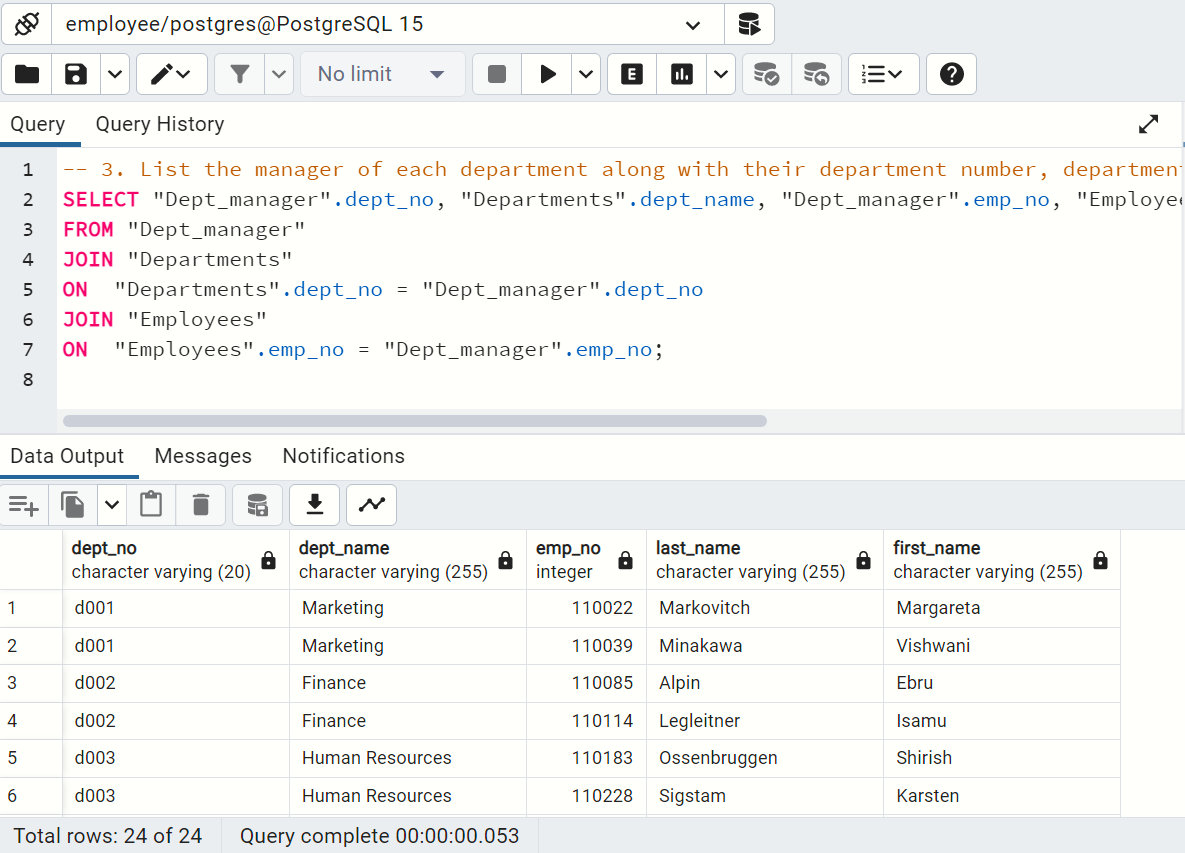 employee/postgres@PostgreSQL 15
No limit
E
Query Query History
1 -- 3. List the manager of each department along with their department number, department
2 SELECT "Dept_manager".dept_no, "Departments".dept_name, "Dept_manager".emp_no, "Employee
3 FROM "Dept_manager"
4 JOIN "Departments"
5 ON "Departments".dept_no = "Dept_manager".dept_no
6 JOIN "Employees"
7 ON "Employees".emp_no = "Dept_manager".emp_no;
8
Data Output Messages Notifications
dept_no dept_name emp_no last_name first_name
character varying (20) character varying (255) integer character varying (255) character varying (255)
1 d001 Marketing 110022 Markovitch Margareta
2 d001 Marketing 110039 Minakawa Vishwani
3 d002 Finance 110085 Alpin Ebru
4 d002 Finance 110114 Legleitner Isamu
5 d003 Human Resources 110183 Ossenbruggen Shirish
6 d003 Human Resources 110228 Sigstam Karsten
Total rows: 24 of 24 Query complete 00:00:00.053